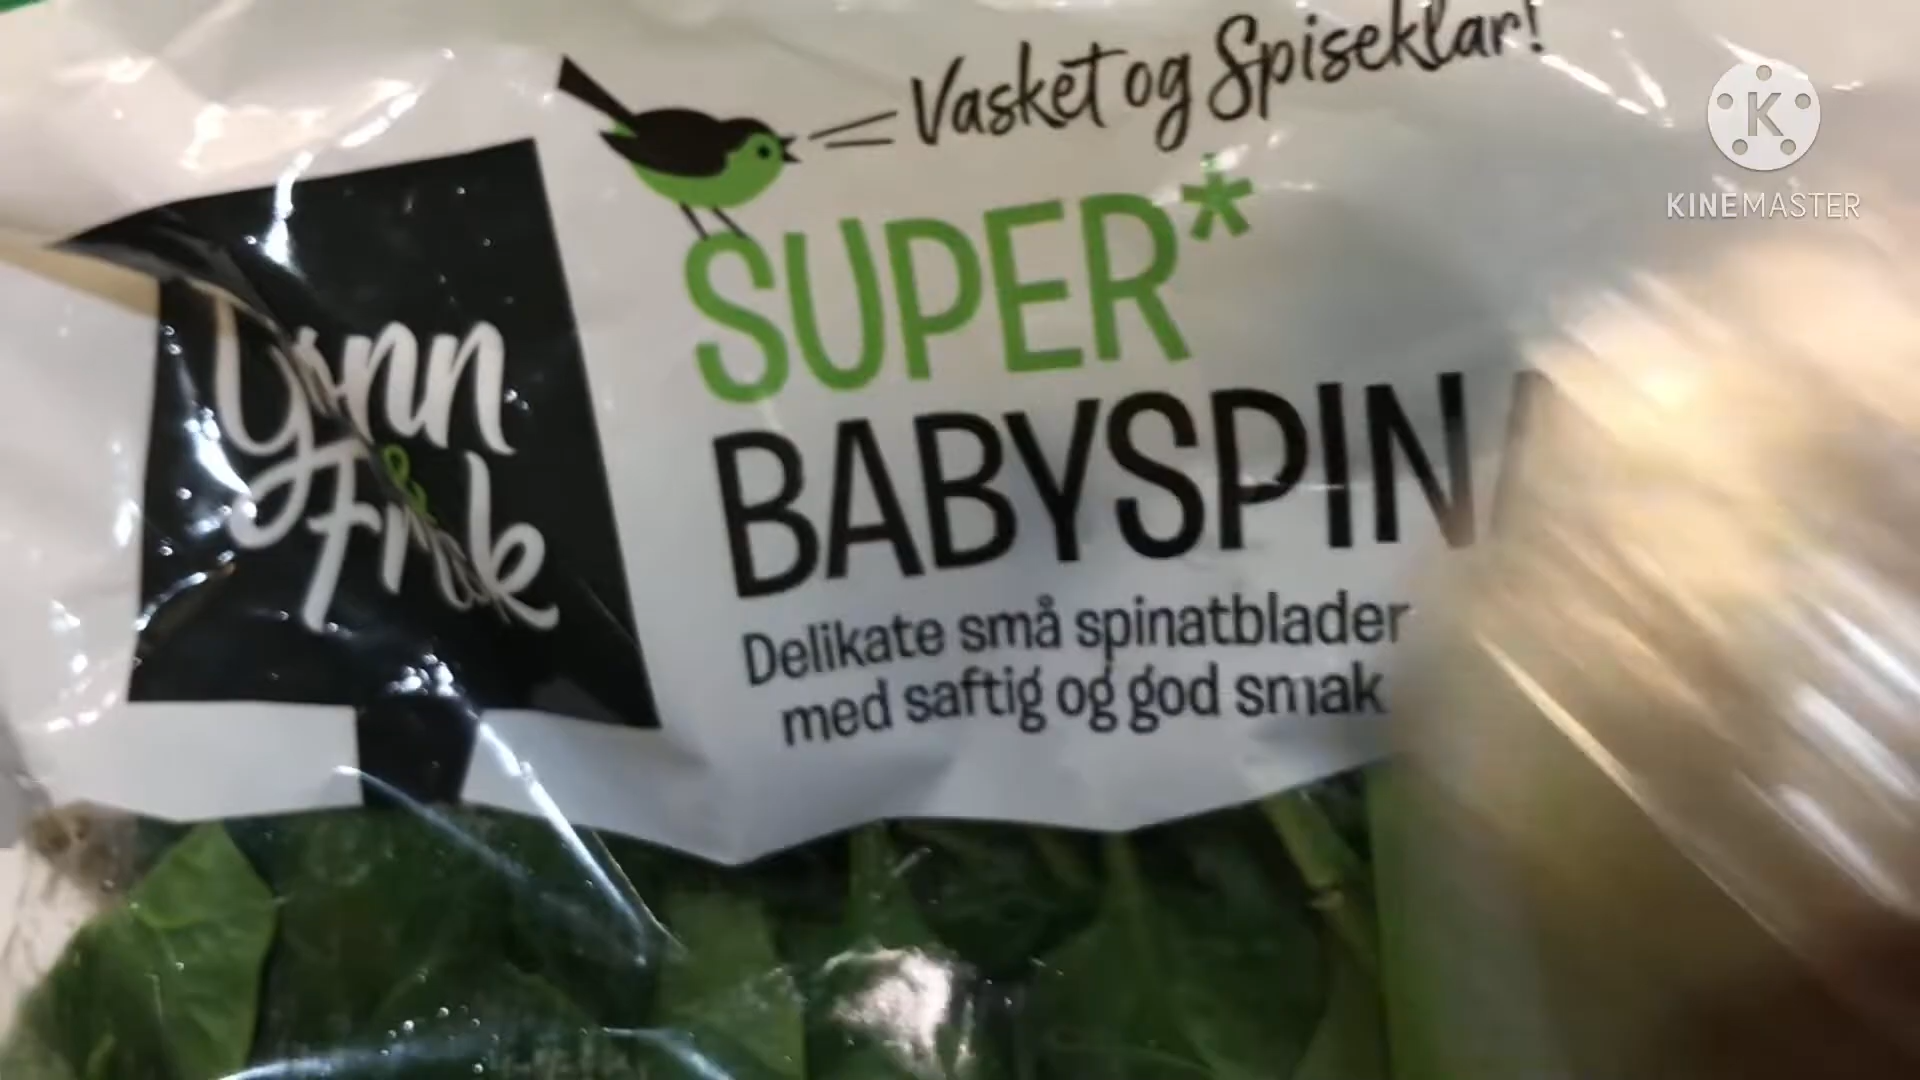 Vasket og Spiseklar!
SUPER*
BABYSPIN
Delikate små spinatblader
med saftig og god smak
Grønn
&
Frisk
KINEMASTER